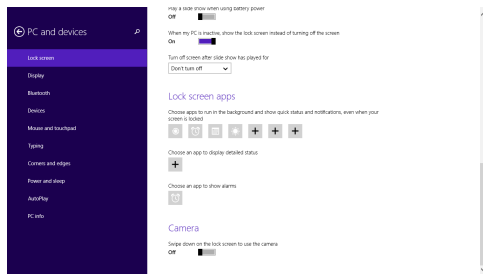 PC and devices
Lock screen
Display
Bluetooth
Devices
Mouse and touchpad
Typing
Corners and edges
Power and sleep
AutoPlay
PC info
Play a slide show when using battery power
Off
When my PC is inactive, show the lock screen instead of turning off the screen
On
Turn off screen after slide show has played for
Don't turn off
Lock screen apps
Choose apps to run in the background and show quick status and notifications, even when your
screen is locked
Choose an app to display detailed status
Choose an app to show alarms
Camera
Swipe down on the lock screen to use the camera
Off